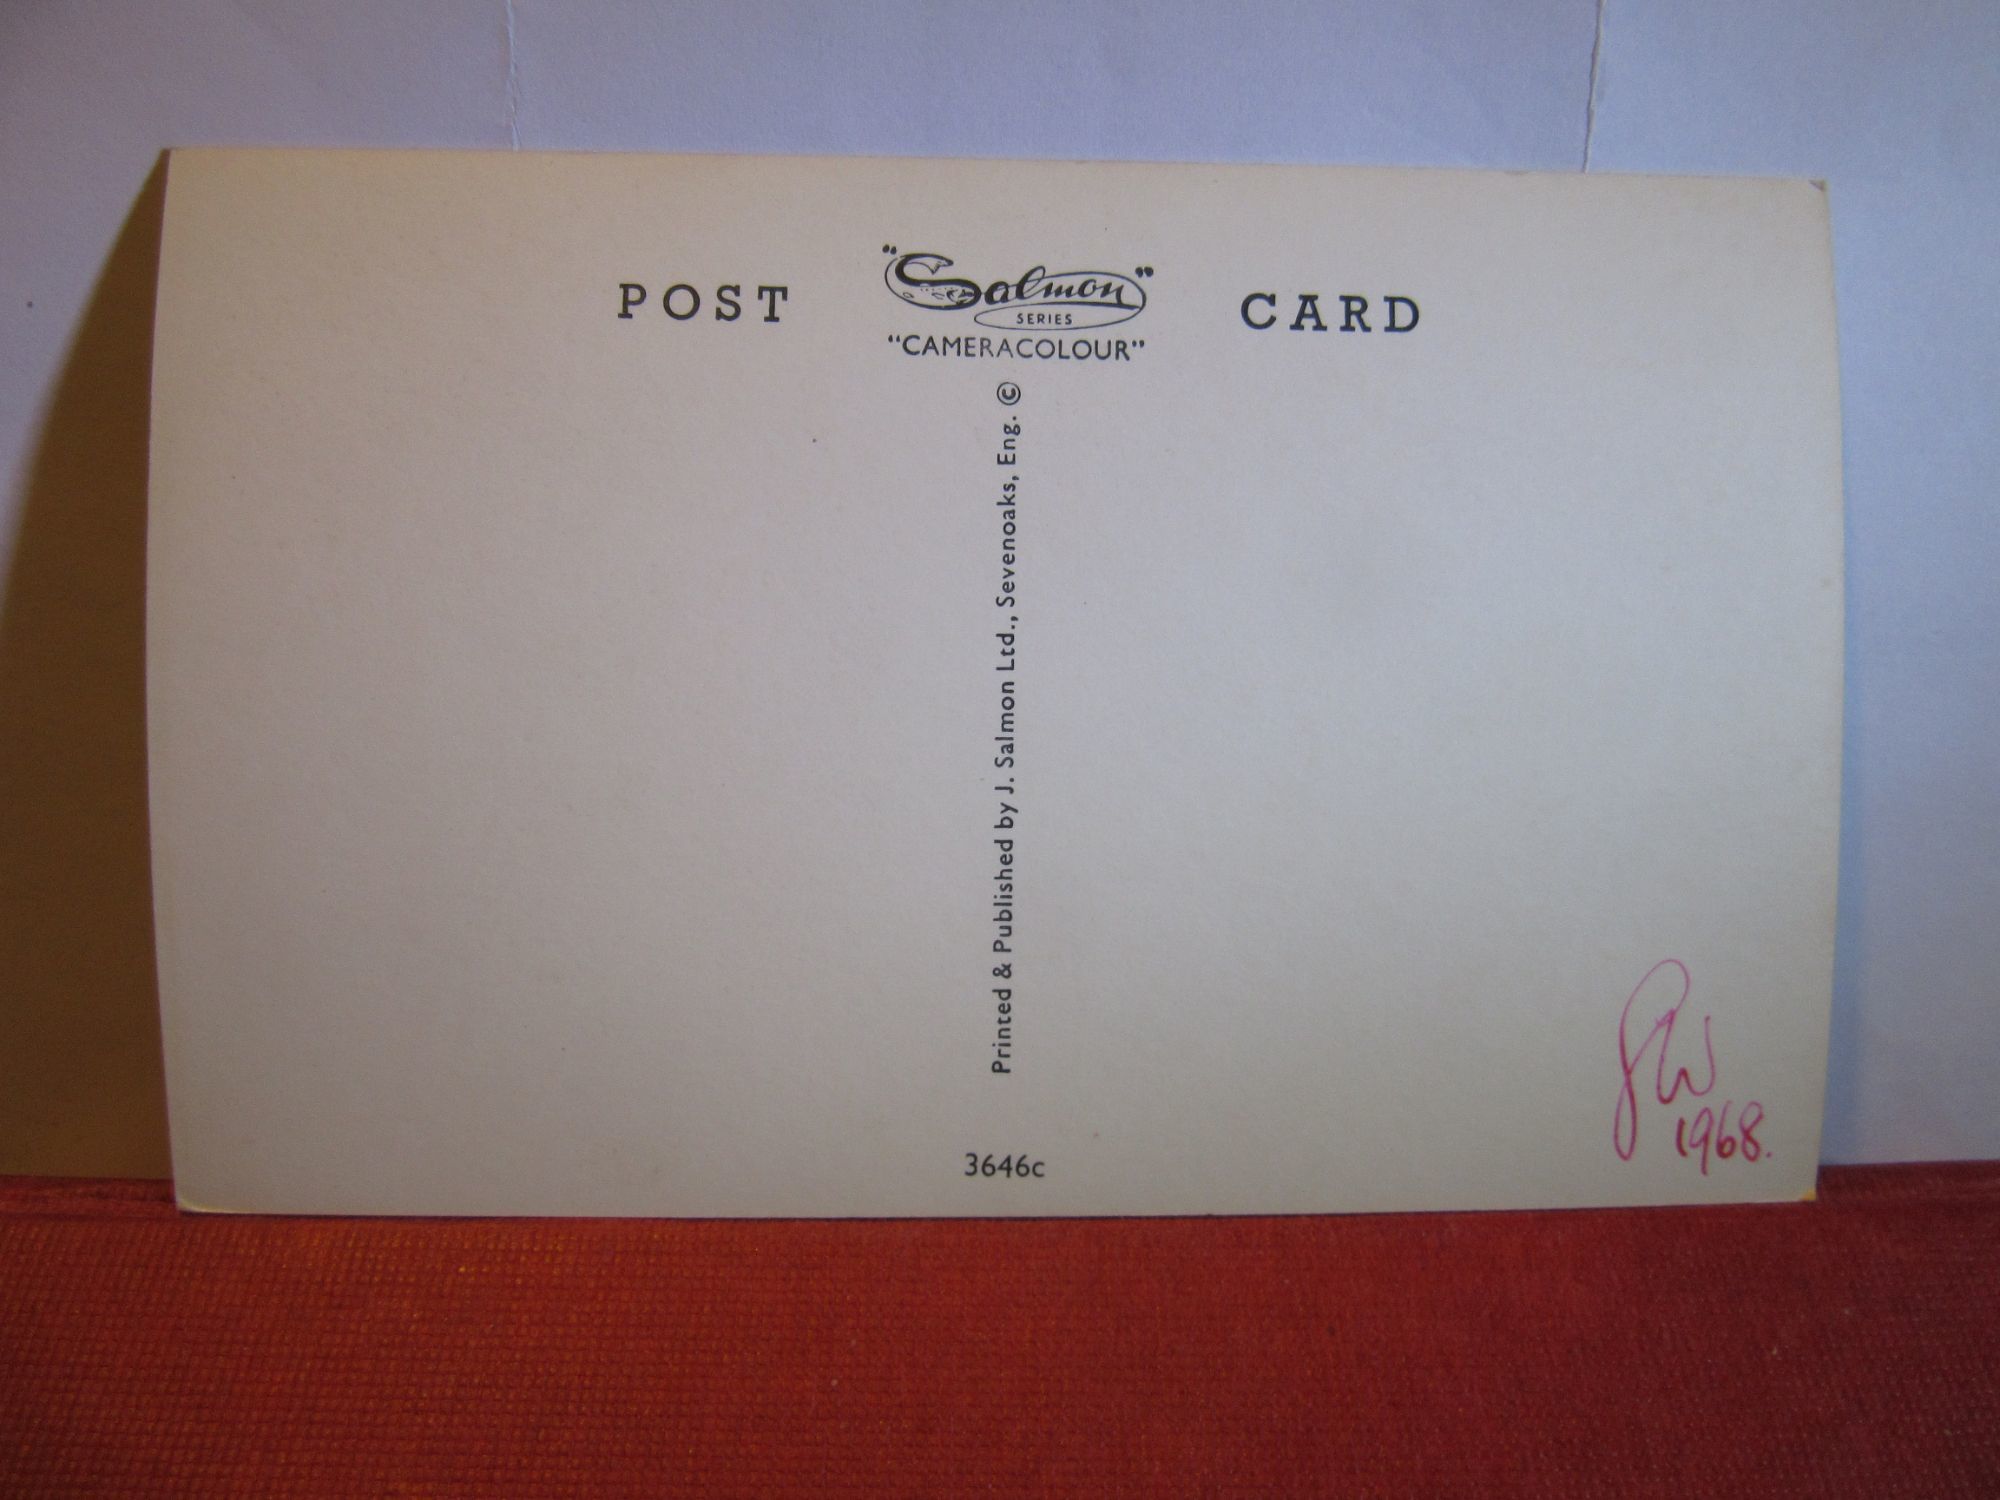 POST CARD
"Salmon"
SERIES
"CAMERACOLOUR"
Printed & Published by J. Salmon Ltd., Sevenoaks, Eng. ©
3646c
1968.